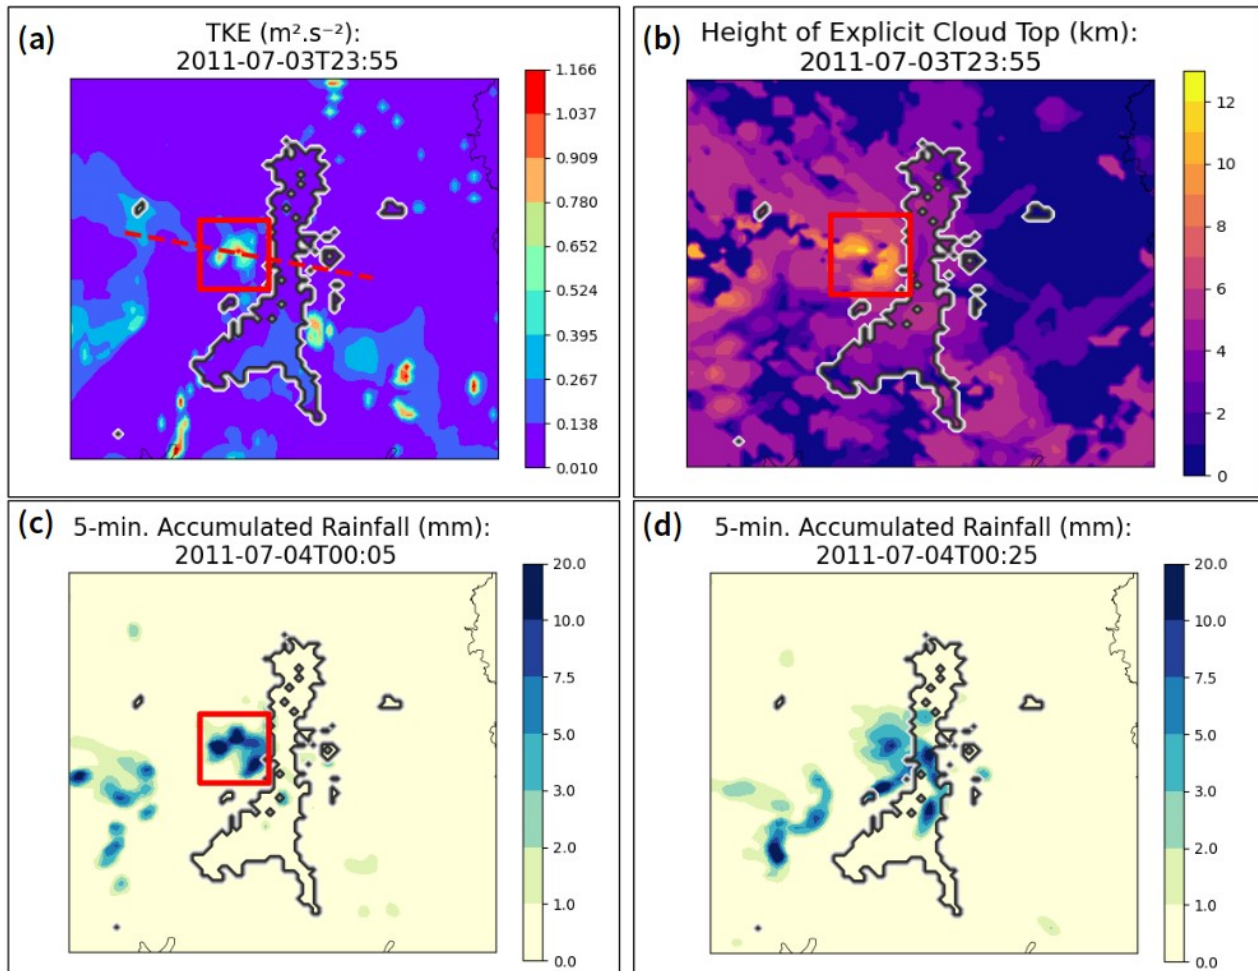 (a)
TKE (m².s⁻²):
2011-07-03T23:55
1.166
1.037
0.909
0.780
0.652
0.524
0.395
0.267
0.138
0.010
(b)
Height of Explicit Cloud Top (km):
2011-07-03T23:55
12
10
8
6
4
2
0
(c)
5-min. Accumulated Rainfall (mm):
2011-07-04T00:05
20.0
10.0
7.5
5.0
3.0
2.0
1.0
0.0
(d)
5-min. Accumulated Rainfall (mm):
2011-07-04T00:25
20.0
10.0
7.5
5.0
3.0
2.0
1.0
0.0